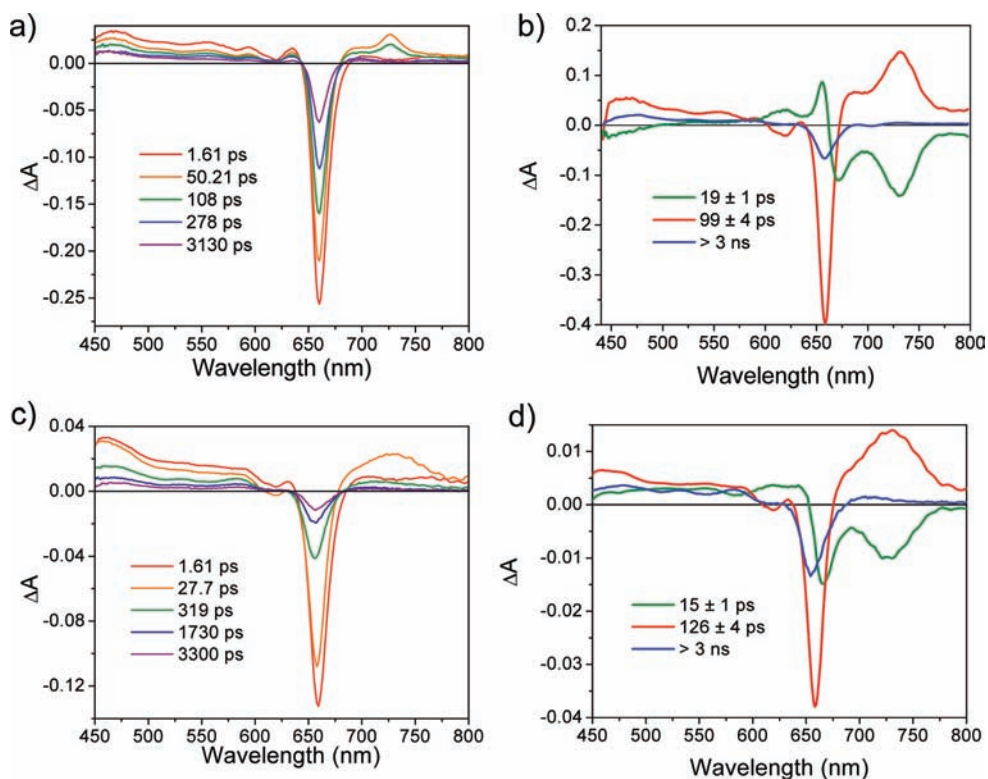 a)
0.00
-0.05
-0.10
-0.15
-0.20
-0.25
ΔA
1.61 ps
50.21 ps
108 ps
278 ps
3130 ps
450 500 550 600 650 700 750 800
Wavelength (nm)
b)
0.2
0.1
0.0
-0.1
-0.2
-0.3
-0.4
ΔA
19 ± 1 ps
99 ± 4 ps
> 3 ns
450 500 550 600 650 700 750 800
Wavelength (nm)
c)
0.04
0.00
-0.04
-0.08
-0.12
ΔA
1.61 ps
27.7 ps
319 ps
1730 ps
3300 ps
450 500 550 600 650 700 750 800
Wavelength (nm)
d)
0.01
0.00
-0.01
-0.02
-0.03
-0.04
ΔA
15 ± 1 ps
126 ± 4 ps
> 3 ns
450 500 550 600 650 700 750 800
Wavelength (nm)